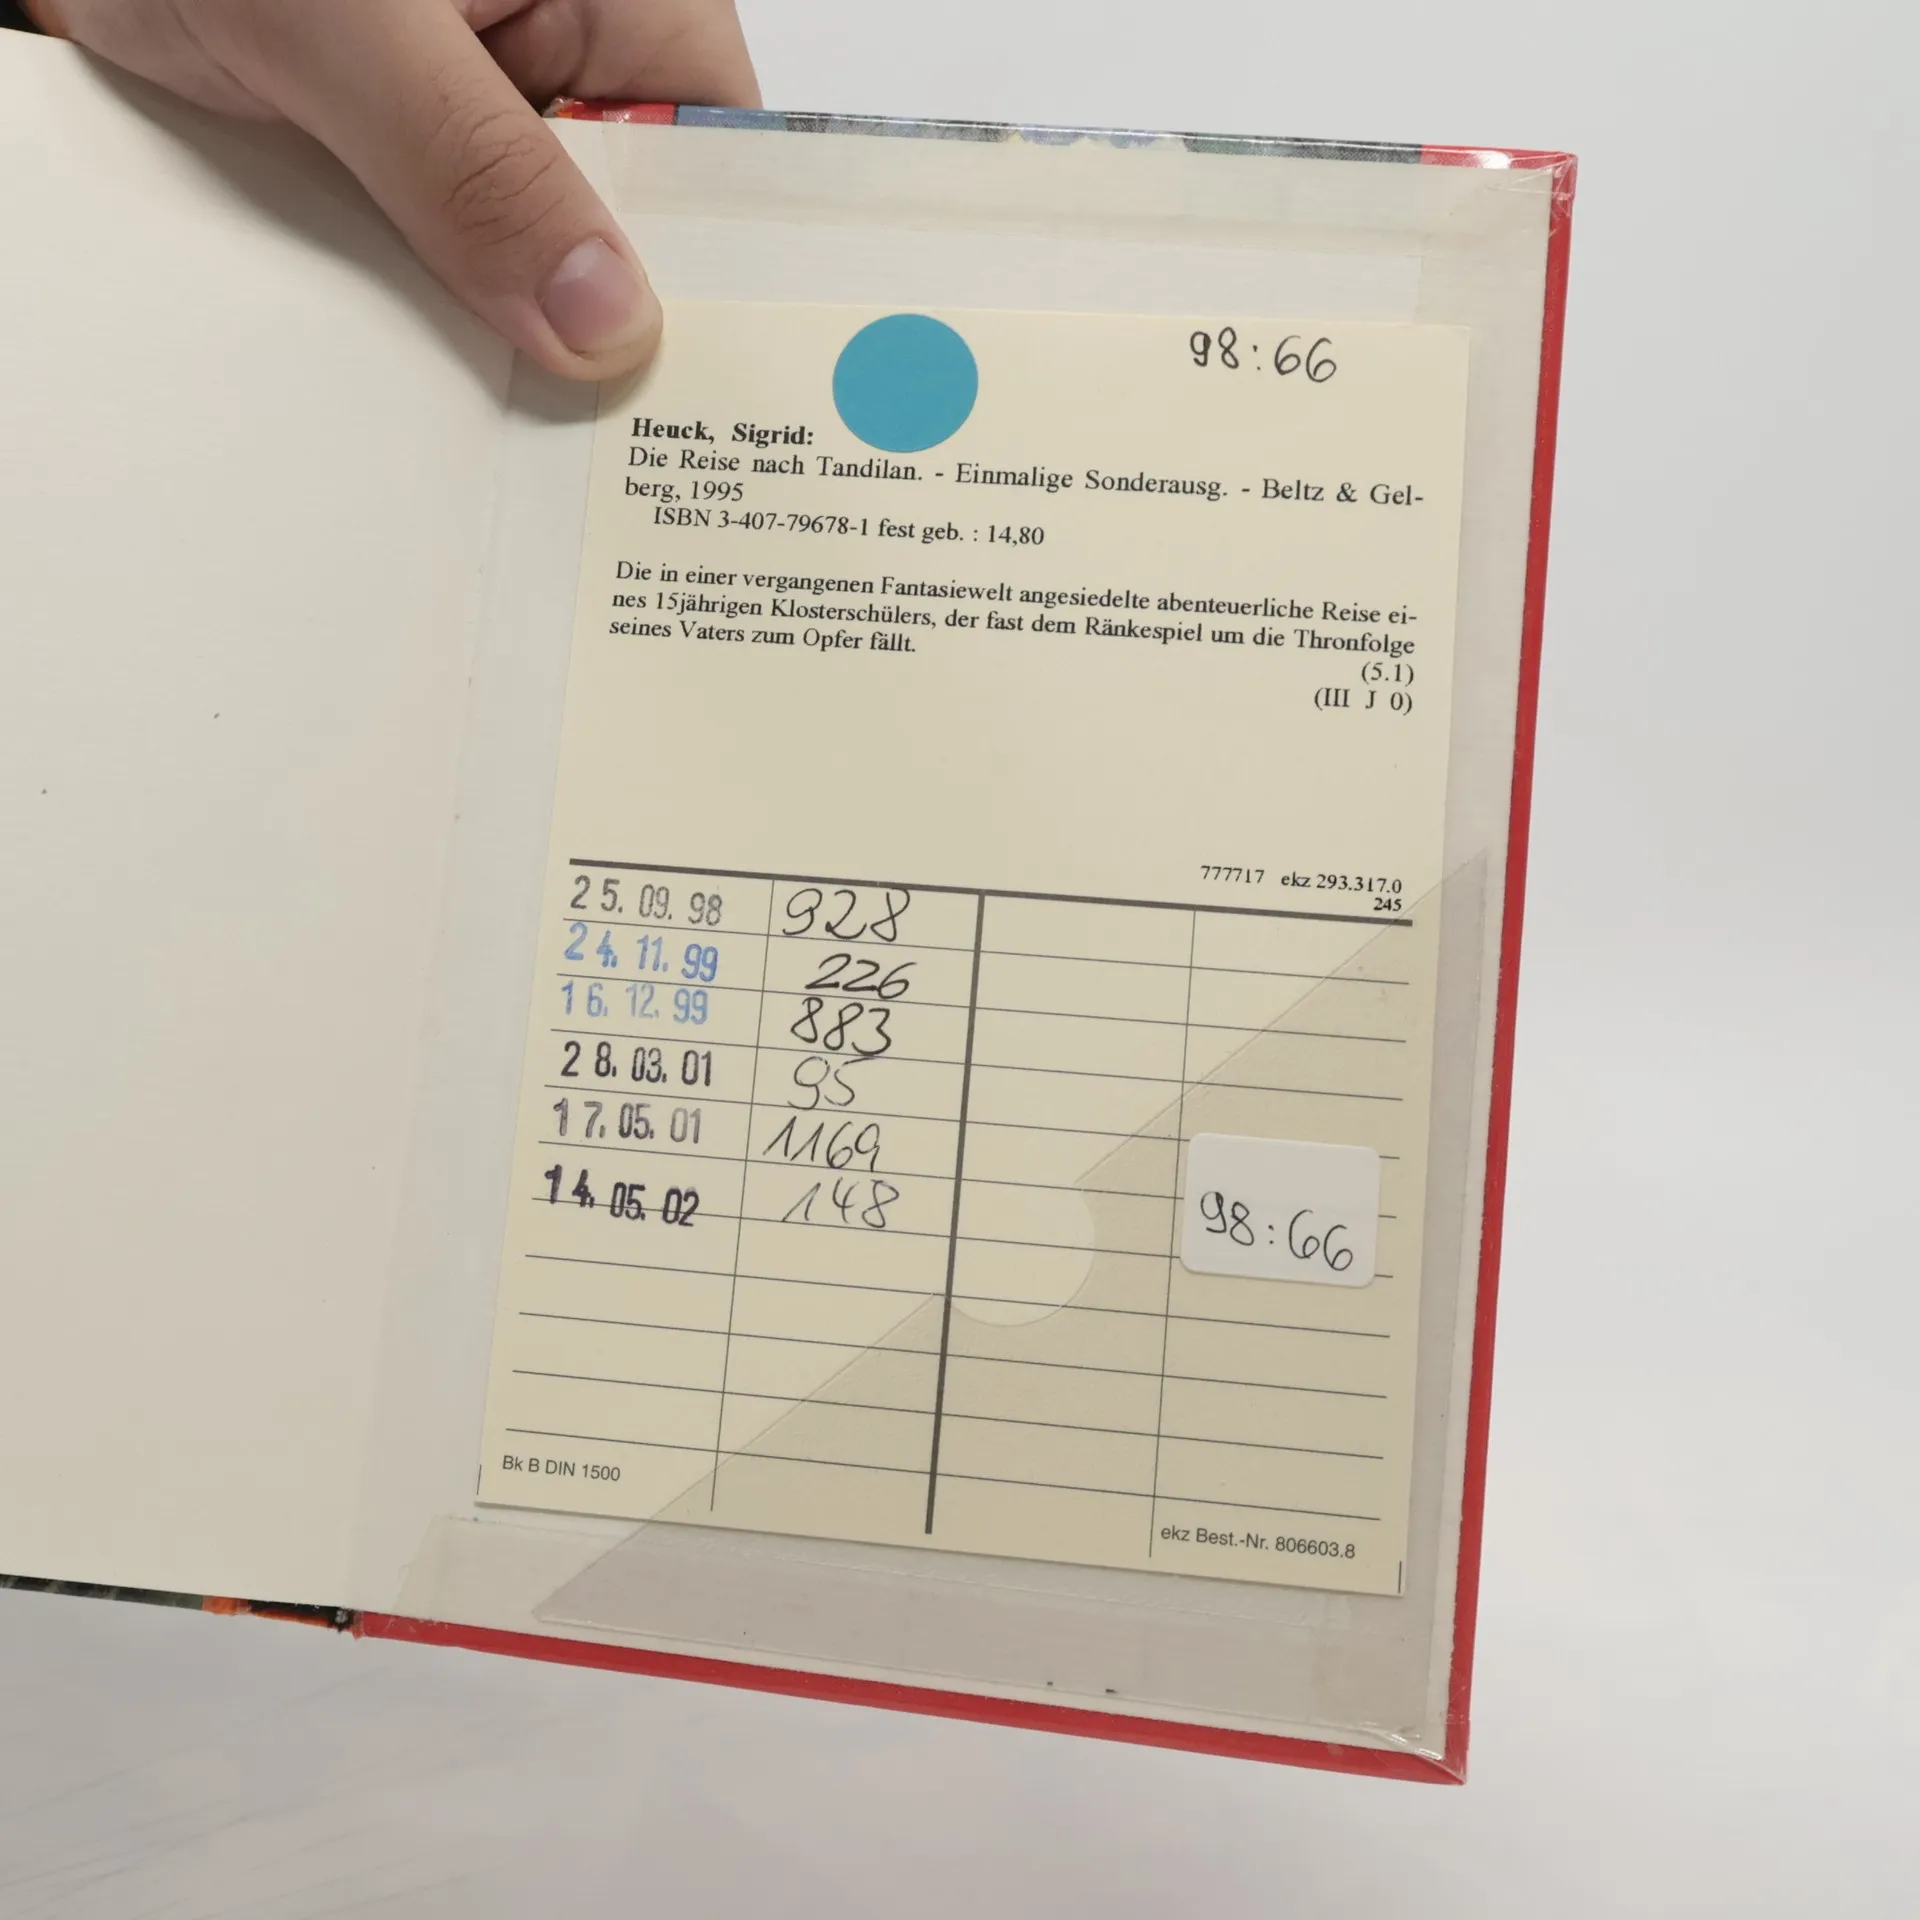 98:66
Heuck, Sigrid:
Die Reise nach Tandilan. - Einmalige Sonderausg. - Beltz & Gel-
berg, 1995
ISBN 3-407-79678-1 fest geb. : 14,80
Die in einer vergangenen Fantasiewelt angesiedelte abenteuerliche Reise ei-
nes 15jährigen Klosterschülers, der fast dem Ränkespiel um die Thronfolge
seines Vaters zum Opfer fällt.
(5.1)
(III J 0)
777717 ekz 293.317.0
245
25. 09. 98 928
24. 11. 99 226
16. 12. 99 883
28. 03. 01 95
17. 05. 01 1169
14. 05. 02 148
98:66
Bk B DIN 1500
ekz Best.-Nr. 806603.8